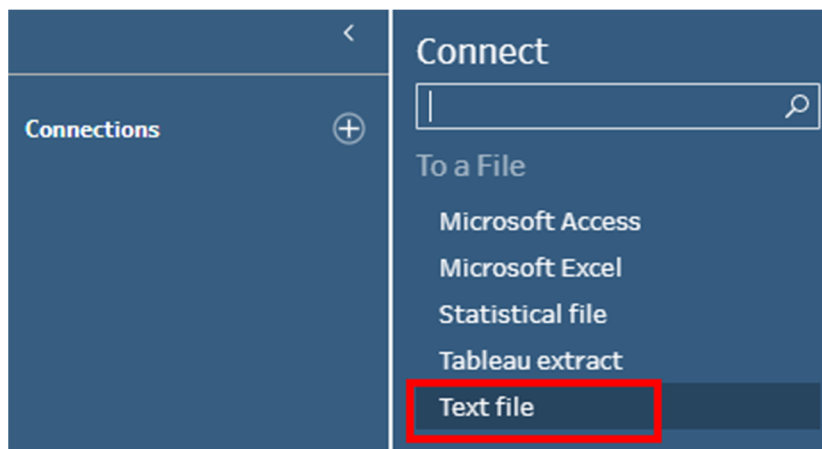 Connections
Connect
To a File
Microsoft Access
Microsoft Excel
Statistical file
Tableau extract
Text file